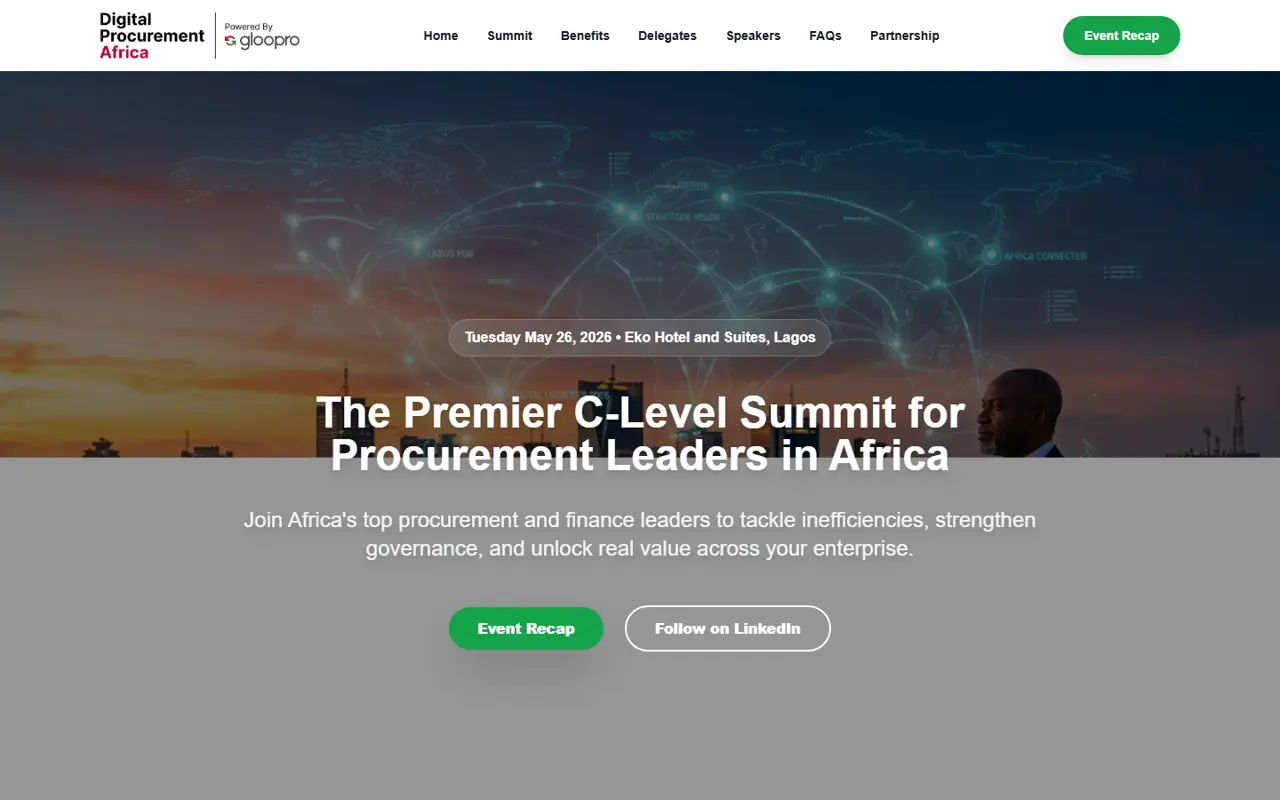 Digital
Procurement
Africa
Powered By
gloopro
Home
Summit
Benefits
Delegates
Speakers
FAQs
Partnership
Event Recap
STRATEGIC VISION
AFRICA CONNECTED
Tuesday May 26, 2026 • Eko Hotel and Suites, Lagos
The Premier C-Level Summit for
Procurement Leaders in Africa
Join Africa's top procurement and finance leaders to tackle inefficiencies, strengthen
governance, and unlock real value across your enterprise.
Event Recap
Follow on LinkedIn